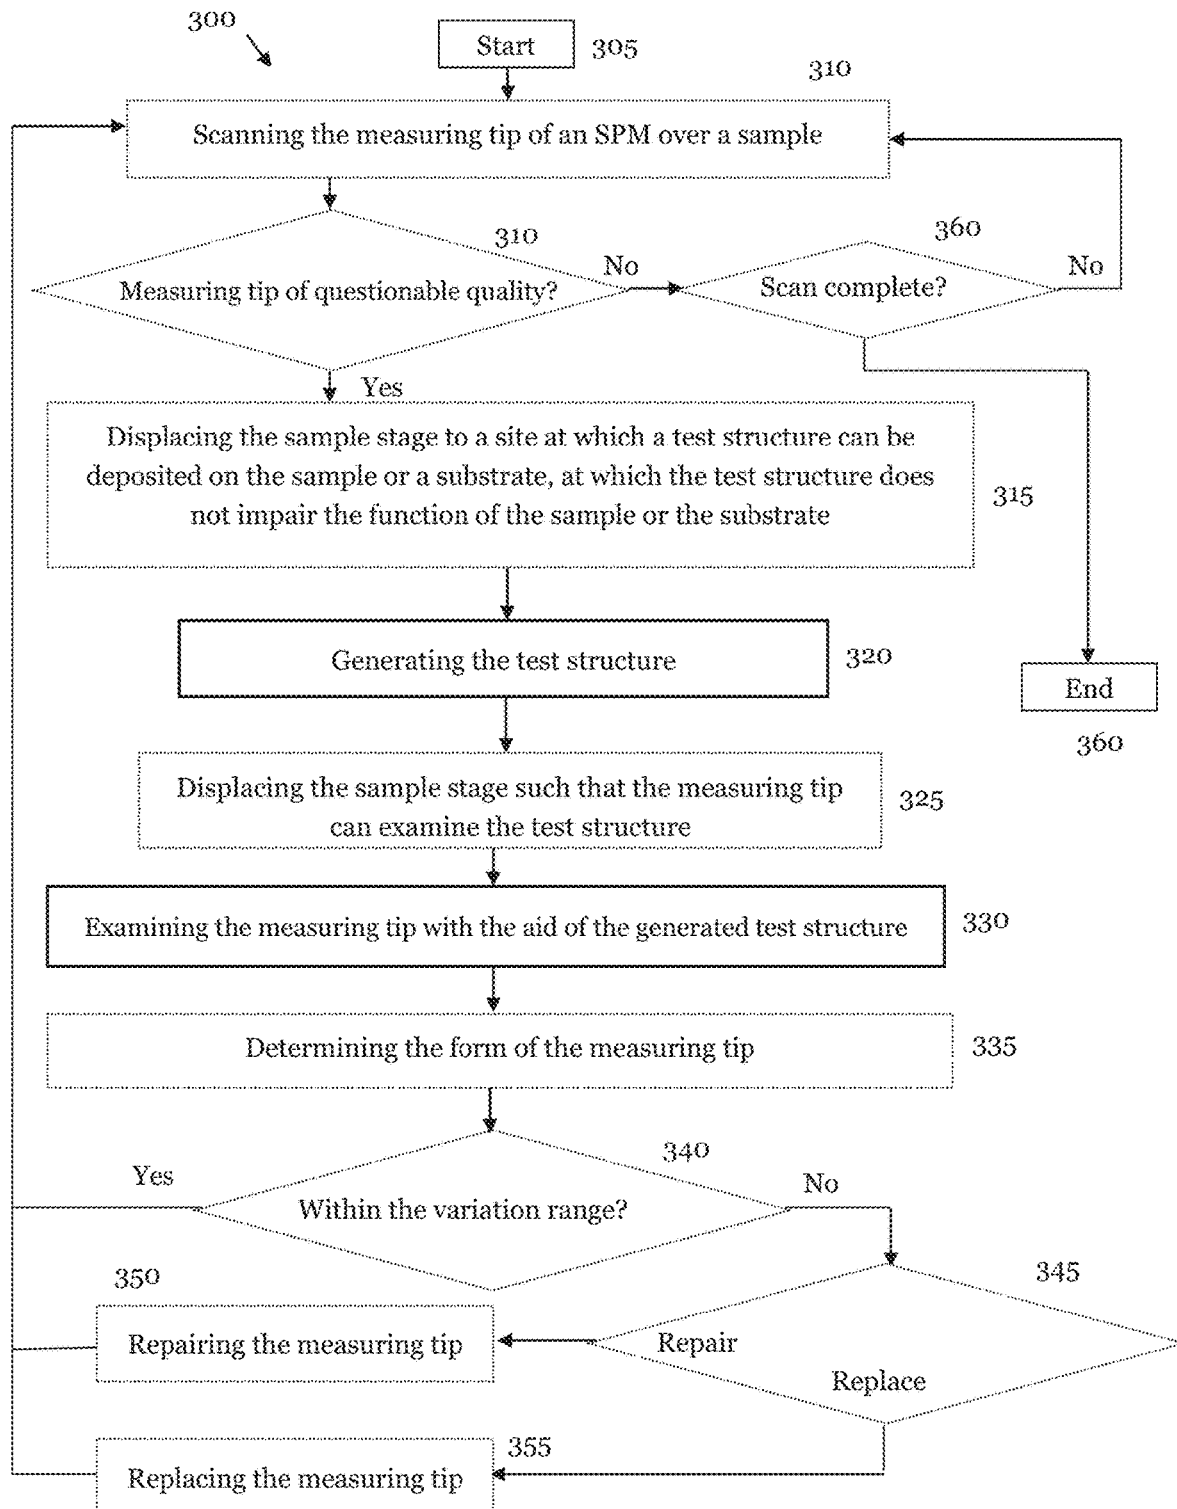 300
Start
305
310
Scanning the measuring tip of an SPM over a sample
310
Measuring tip of questionable quality?
No
360
Scan complete?
No
Yes
Displacing the sample stage to a site at which a test structure can be
deposited on the sample or a substrate, at which the test structure does
not impair the function of the sample or the substrate
315
Generating the test structure
320
End
360
Displacing the sample stage such that the measuring tip
can examine the test structure
325
Examining the measuring tip with the aid of the generated test structure
330
Determining the form of the measuring tip
335
340
Yes
Within the variation range?
No
345
350
Repairing the measuring tip
Repair
Replace
355
Replacing the measuring tip